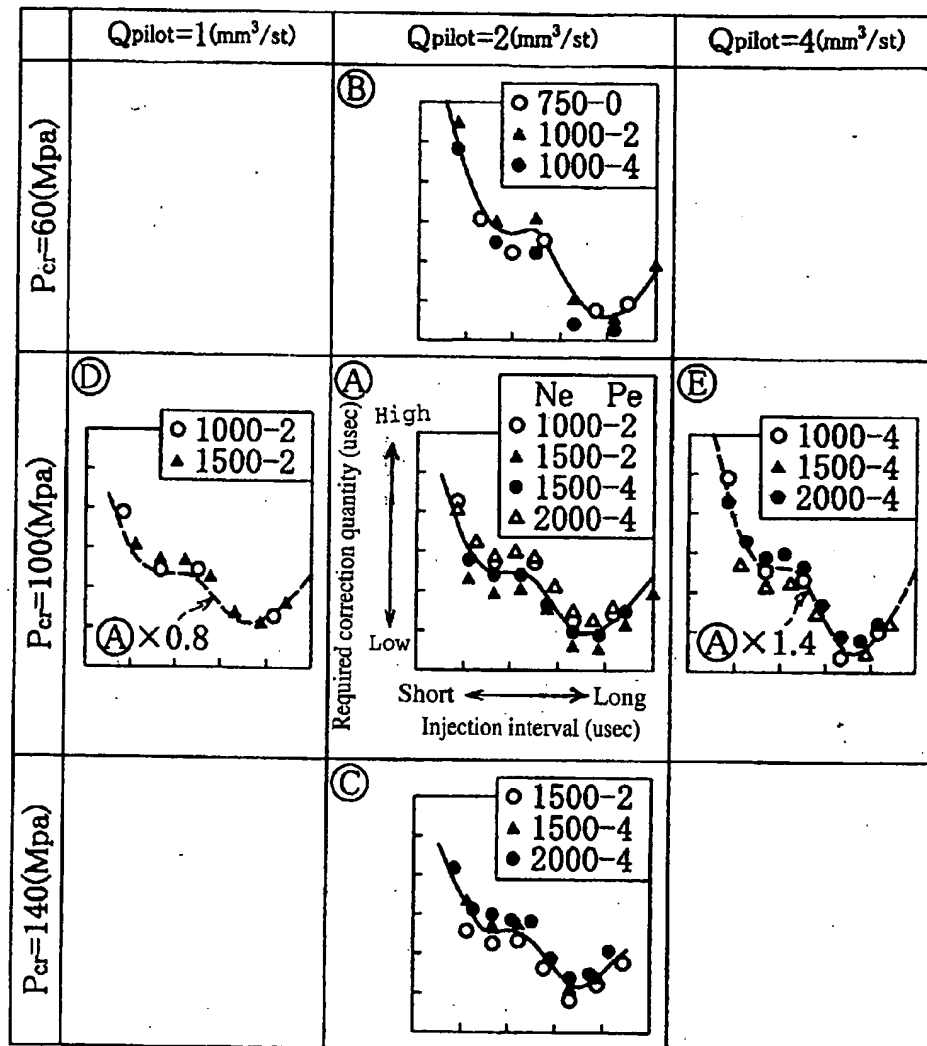 Qpilot=1(mm³/st)
Qpilot=2(mm³/st)
Qpilot=4(mm³/st)
Pcr=60(Mpa)
B
750-0
1000-2
1000-4
Pcr=100(Mpa)
D
1000-2
1500-2
A×0.8
A
Required correction quantity (usec)
High
Low
Ne Pe
1000-2
1500-2
1500-4
2000-4
Short Long
Injection interval (usec)
E
1000-4
1500-4
2000-4
A×1.4
Pcr=140(Mpa)
C
1500-2
1500-4
2000-4